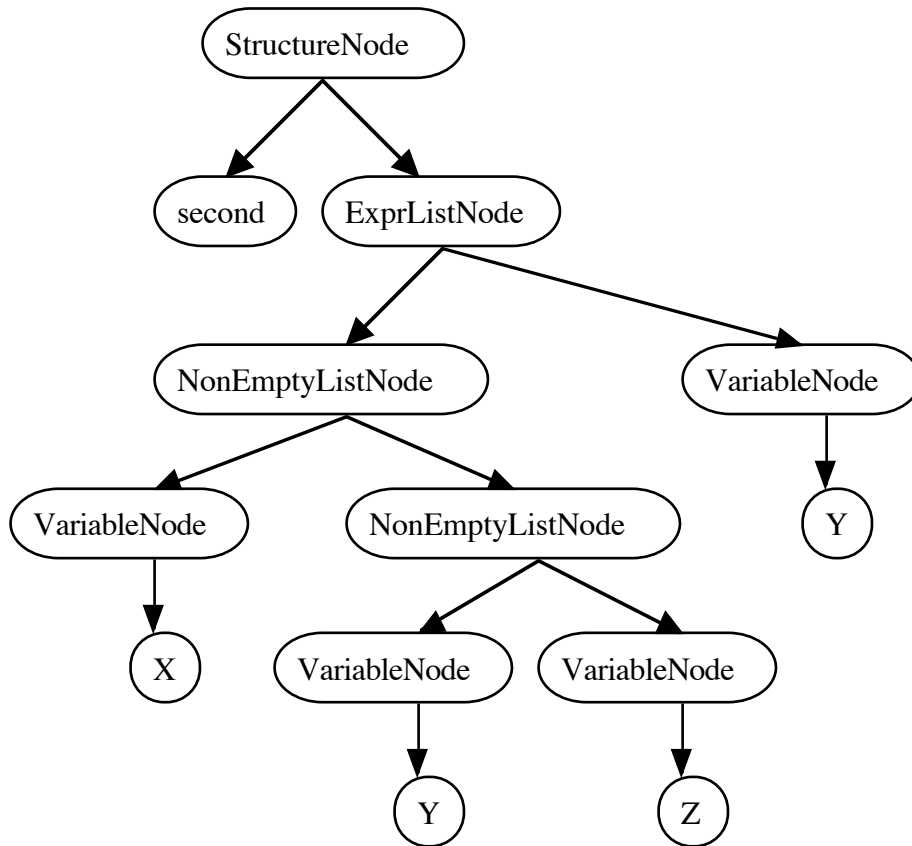 StructureNode
second
ExprListNode
NonEmptyListNode
VariableNode
VariableNode
NonEmptyListNode
Y
X
VariableNode
VariableNode
Y
Z